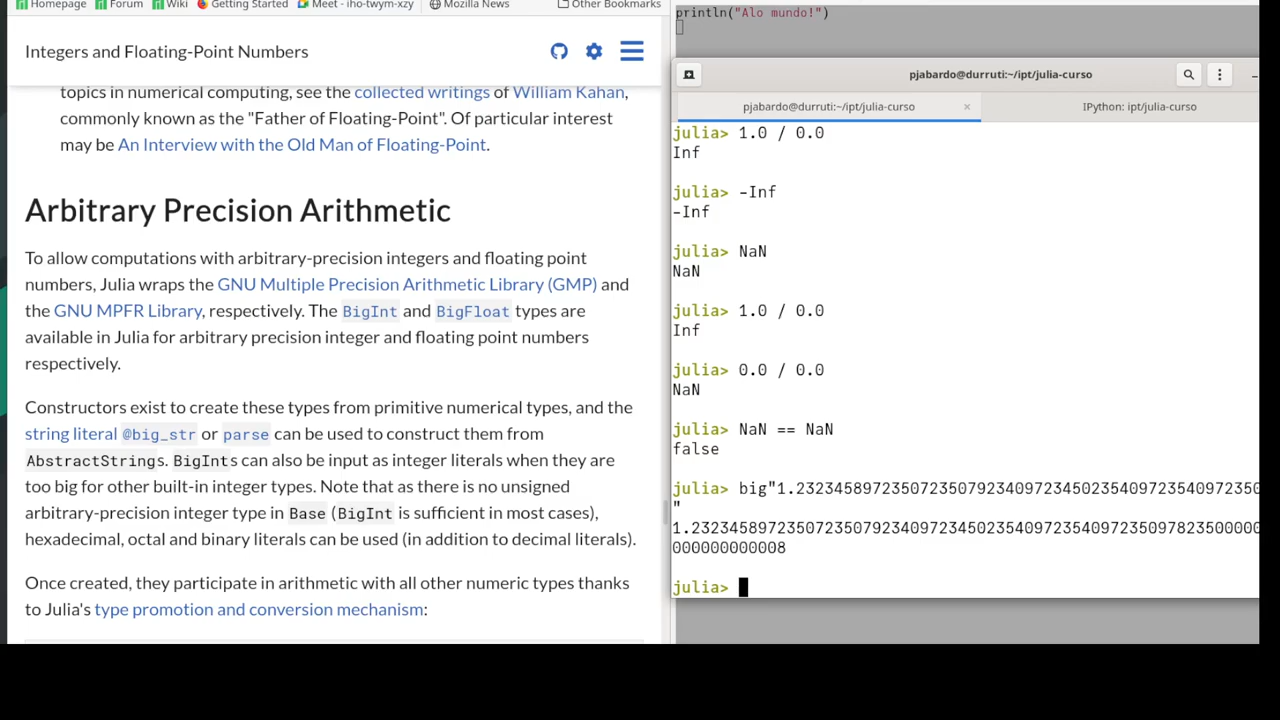 Homepage Forum Wiki Getting Started Meet - iho-twym-xzy Mozilla News Other Bookmarks
Integers and Floating-Point Numbers
topics in numerical computing, see the collected writings of William Kahan,
commonly known as the "Father of Floating-Point". Of particular interest
may be An Interview with the Old Man of Floating-Point.
Arbitrary Precision Arithmetic
To allow computations with arbitrary-precision integers and floating point
numbers, Julia wraps the GNU Multiple Precision Arithmetic Library (GMP) and
the GNU MPFR Library, respectively. The BigInt and BigFloat types are
available in Julia for arbitrary precision integer and floating point numbers
respectively.
Constructors exist to create these types from primitive numerical types, and the
string literal @big_str or parse can be used to construct them from
AbstractStrings. BigInts can also be input as integer literals when they are
too big for other built-in integer types. Note that as there is no unsigned
arbitrary-precision integer type in Base (BigInt is sufficient in most cases),
hexadecimal, octal and binary literals can be used (in addition to decimal literals).
Once created, they participate in arithmetic with all other numeric types thanks
to Julia's type promotion and conversion mechanism:
println("Alo mundo!")
pjabardo@durruti:~/ipt/julia-curso
pjabardo@durruti:~/ipt/julia-curso × IPython: ipt/julia-curso
julia> 1.0 / 0.0
Inf
julia> -Inf
-Inf
julia> NaN
NaN
julia> 1.0 / 0.0
Inf
julia> 0.0 / 0.0
NaN
julia> NaN == NaN
false
julia> big"1.2323458972350723507923409723450235409723540972350
"
1.23234589723507235079234097234502354097235409723509782350000
000000000008
julia>